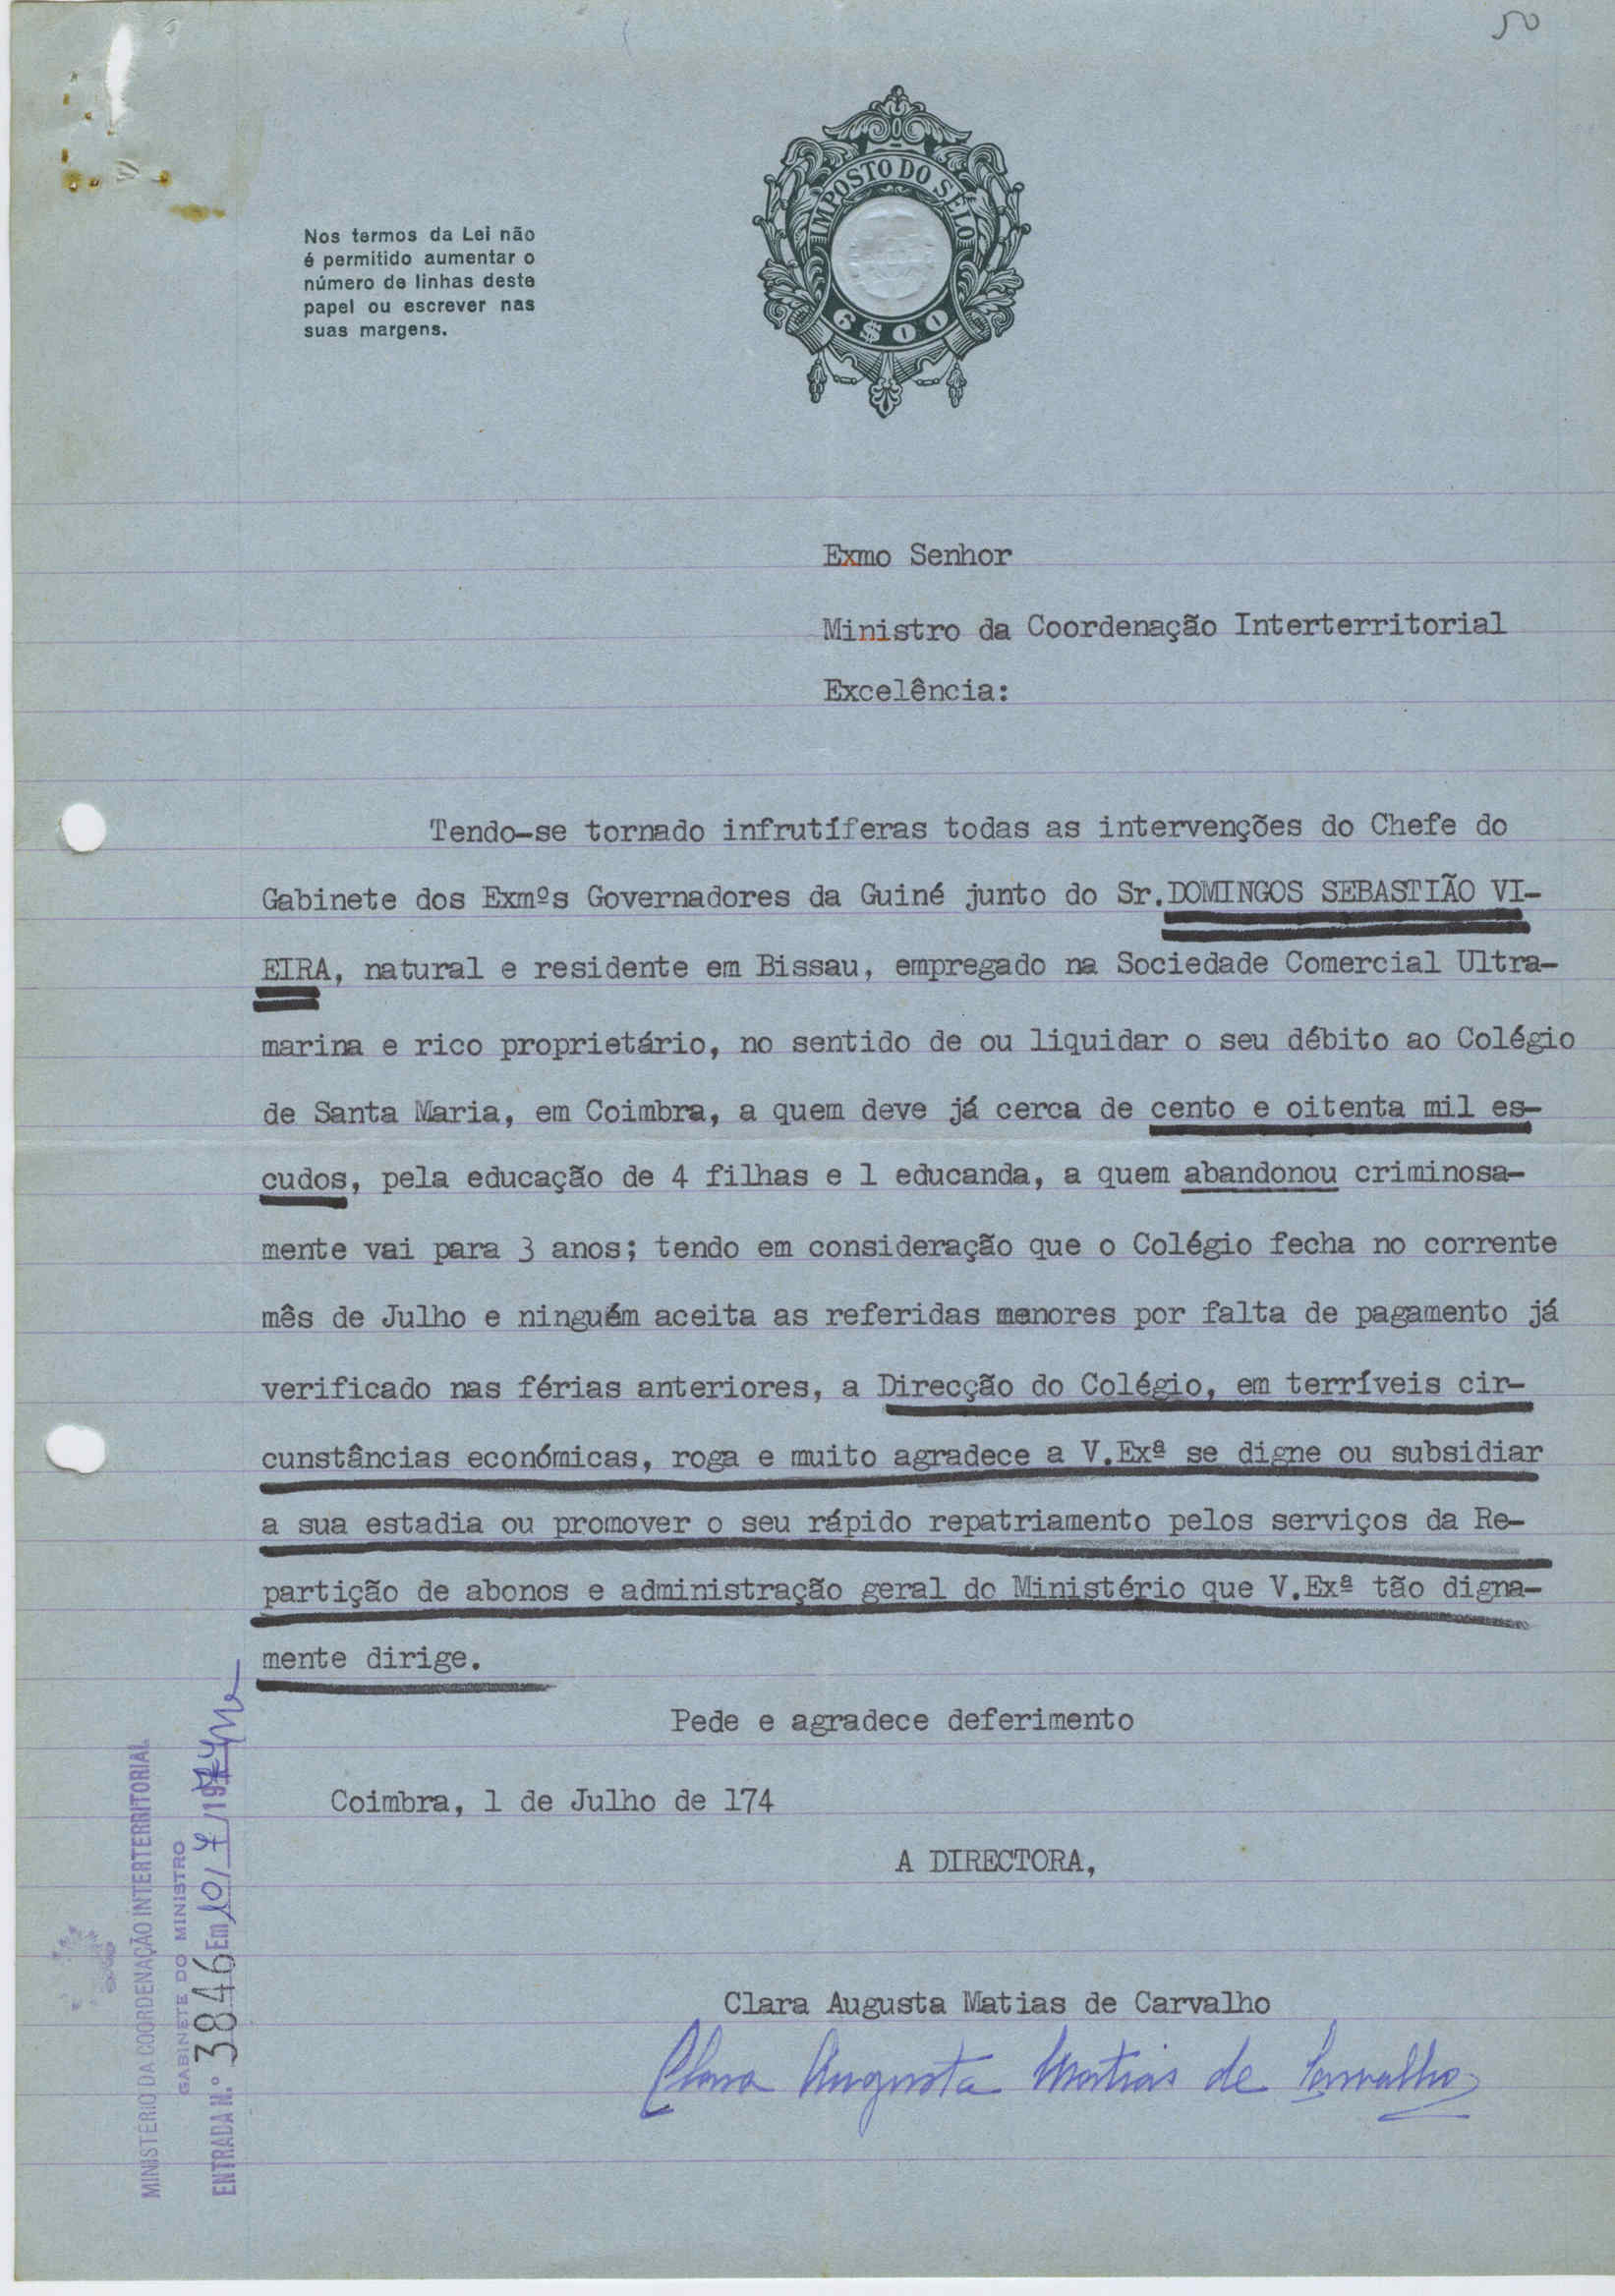 50
IMPOSTO DO SELO
6$00
Nos termos da Lei não
é permitido aumentar o
número de linhas deste
papel ou escrever nas
suas margens.
Exmo Senhor
Ministro da Coordenação Interterritorial
Excelência:
Tendo-se tornado infrutíferas todas as intervenções do Chefe do
Gabinete dos Exmºs Governadores da Guiné junto do Sr.DOMINGOS SEBASTIÃO VI-
EIRA, natural e residente em Bissau, empregado na Sociedade Comercial Ultra-
marina e rico proprietário, no sentido de ou liquidar o seu débito ao Colégio
de Santa Maria, em Coimbra, a quem deve já cerca de cento e oitenta mil es-
cudos, pela educação de 4 filhas e 1 educanda, a quem abandonou criminosa-
mente vai para 3 anos; tendo em consideração que o Colégio fecha no corrente
mês de Julho e ninguém aceita as referidas menores por falta de pagamento já
verificado nas férias anteriores, a Direcção do Colégio, em terríveis cir-
cunstâncias económicas, roga e muito agradece a V.Exª se digne ou subsidiar
a sua estadia ou promover o seu rápido repatriamento pelos serviços da Re-
partição de abonos e administração geral do Ministério que V.Exª tão digna-
mente dirige.
Pede e agradece deferimento
Coimbra, 1 de Julho de 174
A DIRECTORA,
Clara Augusta Matias de Carvalho
Clara Augusta Matias de Carvalho
MINISTÉRIO DA COORDENAÇÃO INTERTERRITORIAL
GABINETE DO MINISTRO
ENTRADA N.º 3846 Em 10/7/1974